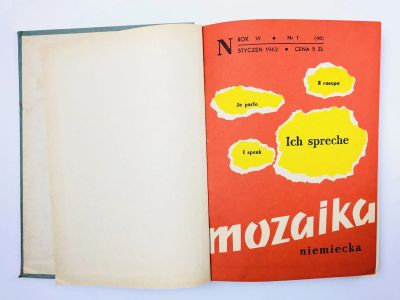 N
ROK VI • Nr 1 (46)
STYCZEŃ 1962 • CENA 5 ZŁ
Я говорю
Je parle
Ich spreche
I speak
mozaika
niemiecka